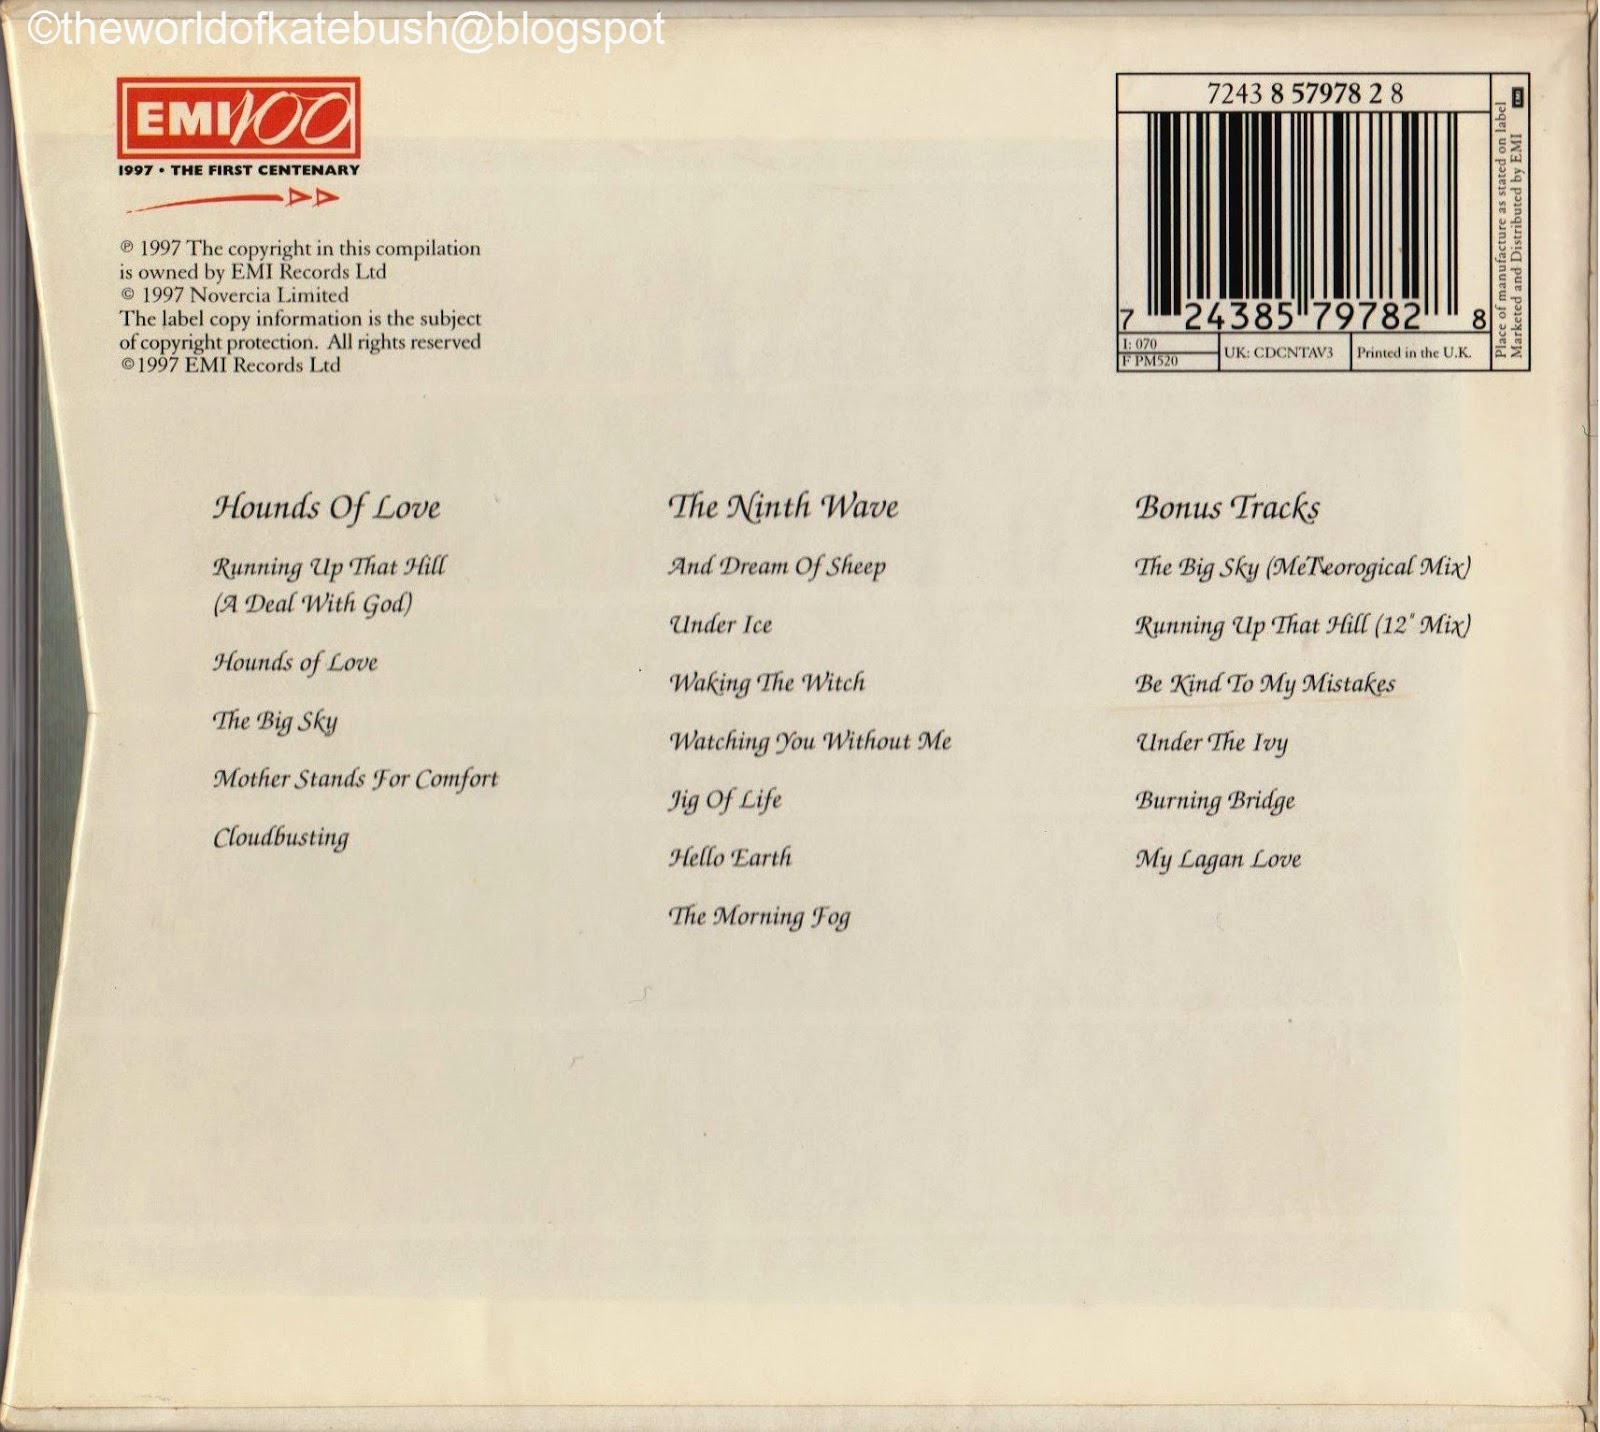 ©theworldofkatebush@blogspot
EMI 100
1997 • THE FIRST CENTENARY
℗ 1997 The copyright in this compilation
is owned by EMI Records Ltd
© 1997 Novercia Limited
The label copy information is the subject
of copyright protection. All rights reserved
©1997 EMI Records Ltd
7243 8 57978 2 8
7 24385 79782 8
I: 070
F PM520
UK: CDCNTAV3
Printed in the U.K.
Place of manufacture as stated on label
Marketed and Distributed by EMI
EMI
Hounds Of Love
Running Up That Hill
(A Deal With God)
Hounds of Love
The Big Sky
Mother Stands For Comfort
Cloudbusting
The Ninth Wave
And Dream Of Sheep
Under Ice
Waking The Witch
Watching You Without Me
Jig Of Life
Hello Earth
The Morning Fog
Bonus Tracks
The Big Sky (MeTeorogical Mix)
Running Up That Hill (12" Mix)
Be Kind To My Mistakes
Under The Ivy
Burning Bridge
My Lagan Love